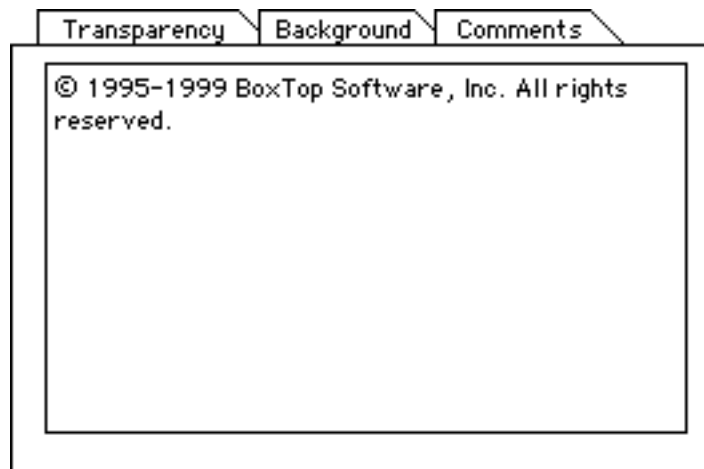 Transparency Background Comments
© 1995-1999 BoxTop Software, Inc. All rights
reserved.